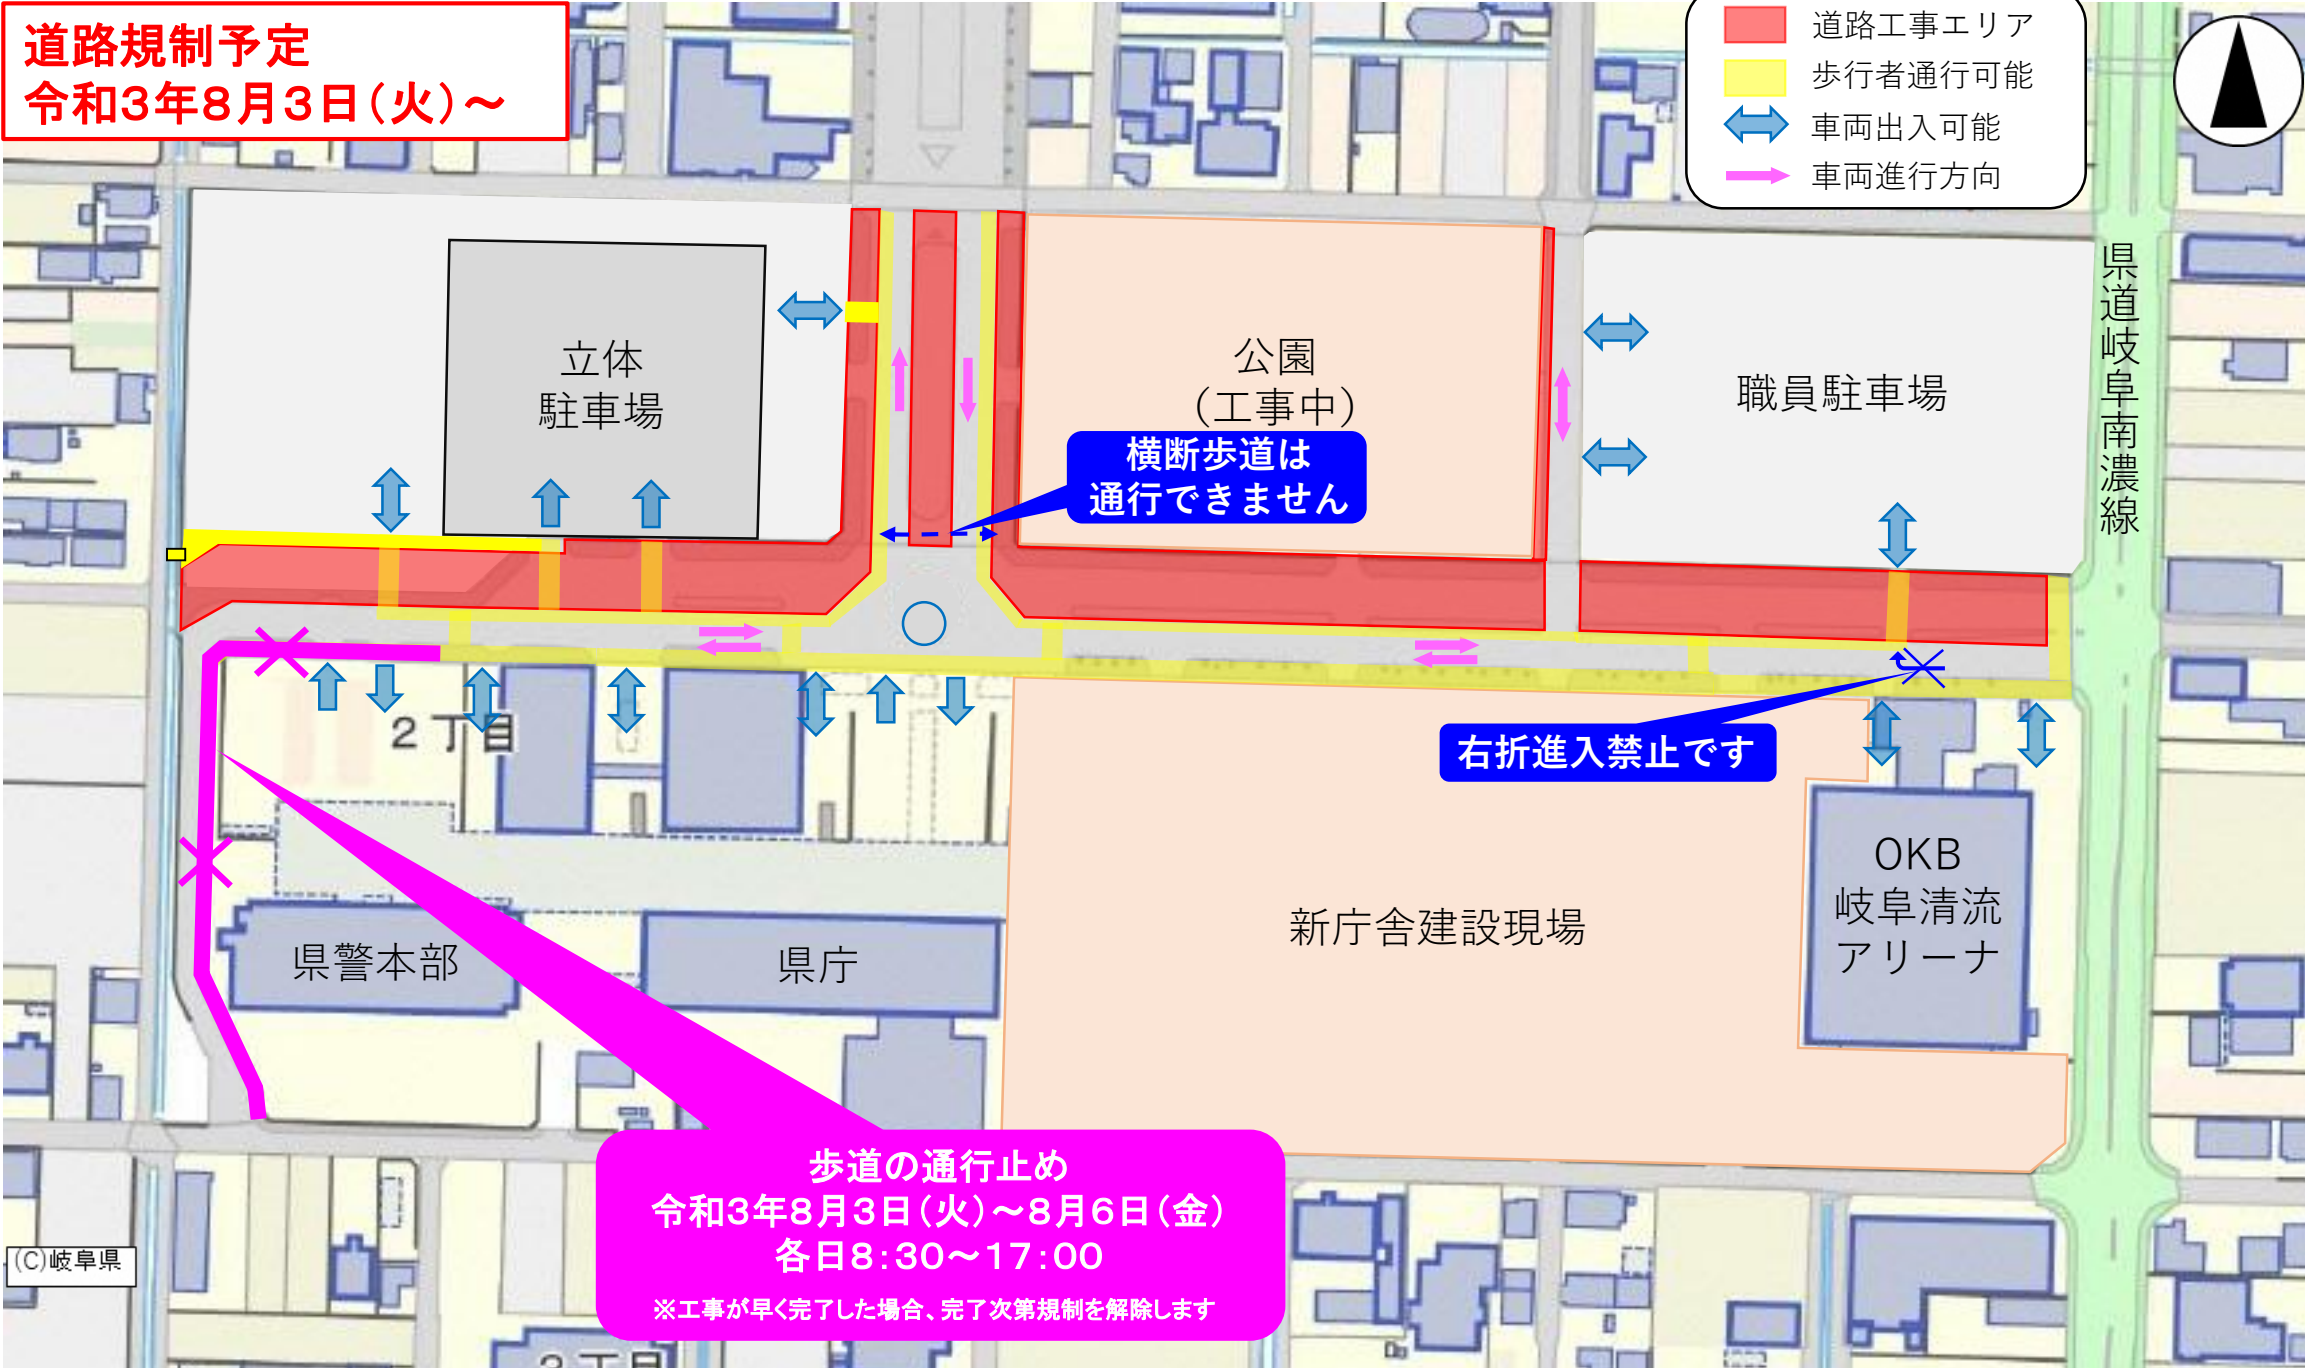 道路規制予定
令和3年8月3日(火)～
道路工事エリア
歩行者通行可能
車両出入可能
車両進行方向
立体
駐車場
公園
(工事中)
職員駐車場
県道岐阜南濃線
横断歩道は
通行できません
右折進入禁止です
2丁目
OKB
岐阜清流
アリーナ
新庁舎建設現場
県警本部
県庁
歩道の通行止め
令和3年8月3日(火)～8月6日(金)
各日8:30～17:00
※工事が早く完了した場合、完了次第規制を解除します
(C)岐阜県
3丁目